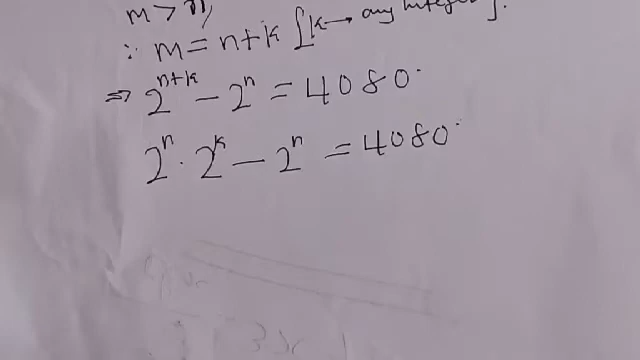 m > n,
∴ m = n+k [k → any integer].
⇒ 2^{n+k} - 2^n = 4080.
2^n · 2^k - 2^n = 4080.